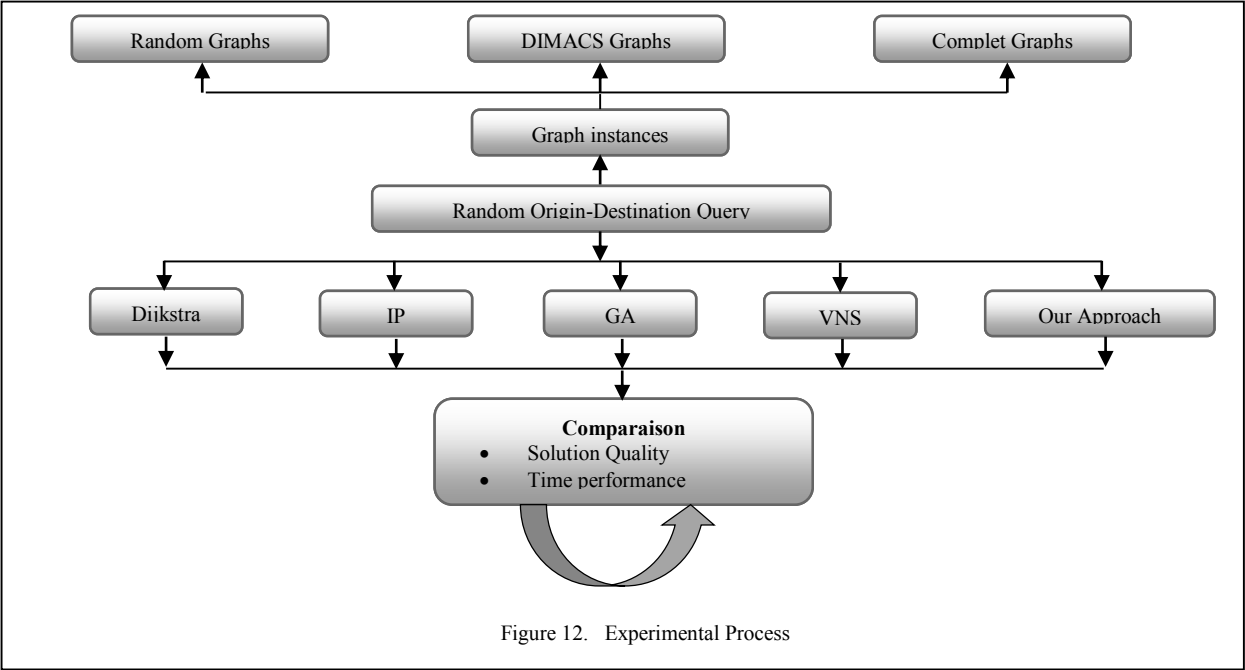 Random Graphs
DIMACS Graphs
Complet Graphs
Graph instances
Random Origin-Destination Query
Dijkstra
IP
GA
VNS
Our Approach
Comparaison
• Solution Quality
• Time performance
Figure 12. Experimental Process